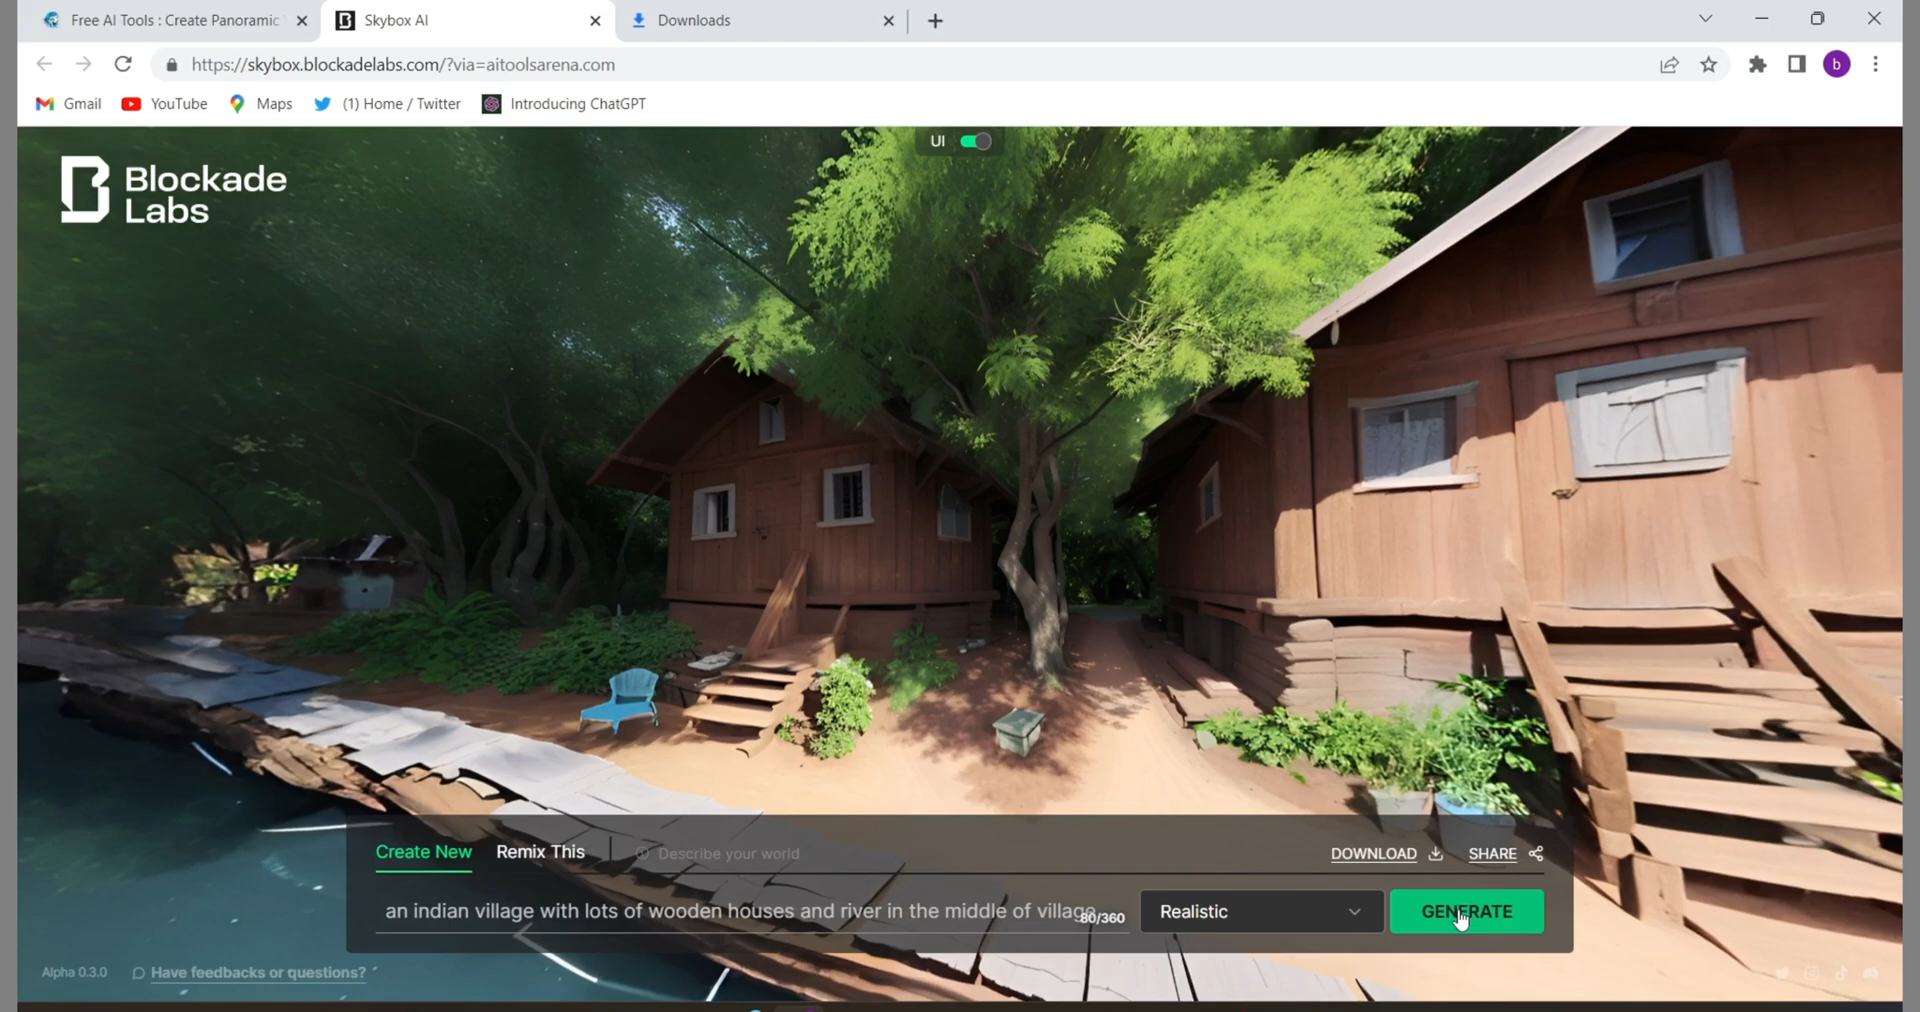 Free AI Tools : Create Panoramic
Skybox AI
Downloads
https://skybox.blockadelabs.com/?via=aitoolsarena.com
b
Gmail
YouTube
Maps
(1) Home / Twitter
Introducing ChatGPT
UI
Blockade
Labs
Create New
Remix This
Describe your world
DOWNLOAD
SHARE
an indian village with lots of wooden houses and river in the middle of village
80/360
Realistic
GENERATE
Alpha 0.3.0
Have feedbacks or questions?